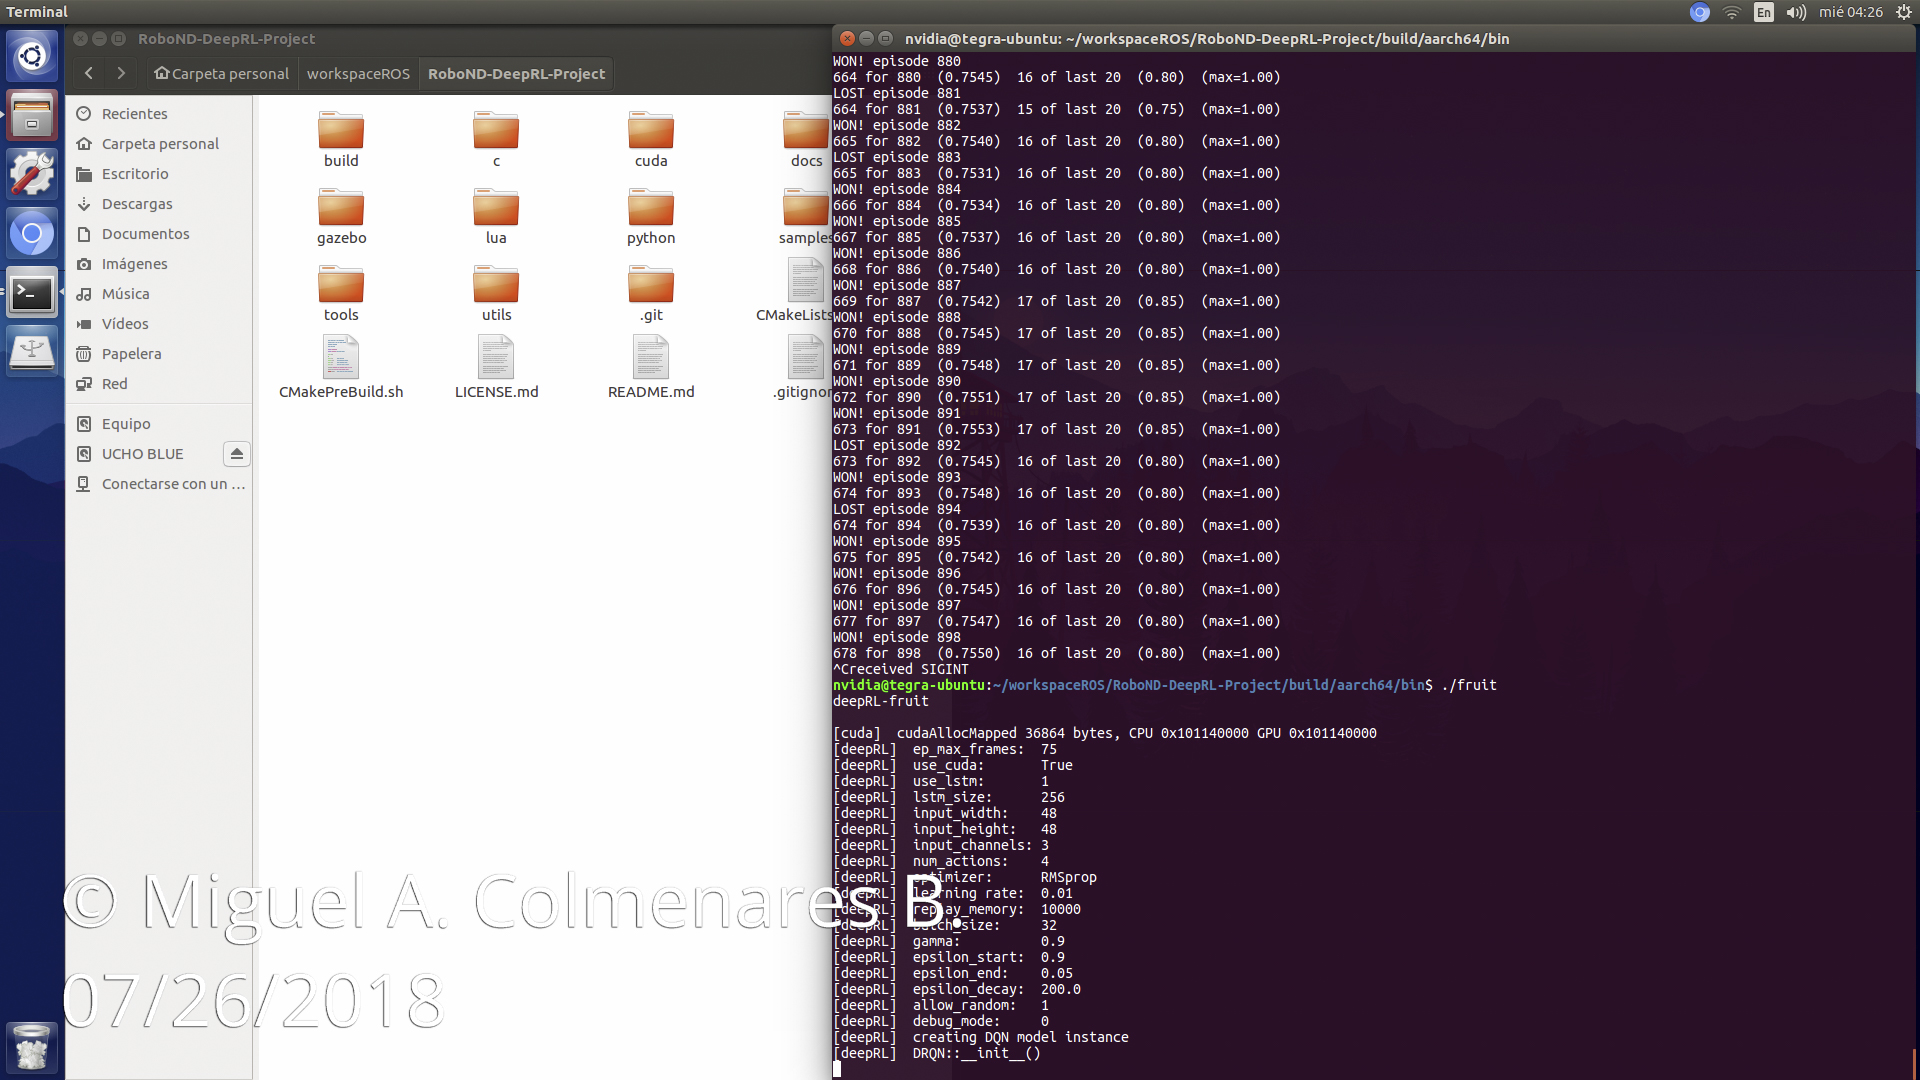 Terminal
En
mié 04:26
RoboND-DeepRL-Project
Carpeta personal
workspaceROS
RoboND-DeepRL-Project
Recientes
Carpeta personal
Escritorio
Descargas
Documentos
Imágenes
Música
Vídeos
Papelera
Red
Equipo
UCHO BLUE
Conectarse con un ...
build
c
cuda
docs
gazebo
lua
python
samples
tools
utils
.git
CMakeLists
CMakePreBuild.sh
LICENSE.md
README.md
.gitignor
nvidia@tegra-ubuntu: ~/workspaceROS/RoboND-DeepRL-Project/build/aarch64/bin
WON! episode 880
664 for 880  (0.7545)  16 of last 20  (0.80)  (max=1.00)
LOST episode 881
664 for 881  (0.7537)  15 of last 20  (0.75)  (max=1.00)
WON! episode 882
665 for 882  (0.7540)  16 of last 20  (0.80)  (max=1.00)
LOST episode 883
665 for 883  (0.7531)  16 of last 20  (0.80)  (max=1.00)
WON! episode 884
666 for 884  (0.7534)  16 of last 20  (0.80)  (max=1.00)
WON! episode 885
667 for 885  (0.7537)  16 of last 20  (0.80)  (max=1.00)
WON! episode 886
668 for 886  (0.7540)  16 of last 20  (0.80)  (max=1.00)
WON! episode 887
669 for 887  (0.7542)  17 of last 20  (0.85)  (max=1.00)
WON! episode 888
670 for 888  (0.7545)  17 of last 20  (0.85)  (max=1.00)
WON! episode 889
671 for 889  (0.7548)  17 of last 20  (0.85)  (max=1.00)
WON! episode 890
672 for 890  (0.7551)  17 of last 20  (0.85)  (max=1.00)
WON! episode 891
673 for 891  (0.7553)  17 of last 20  (0.85)  (max=1.00)
LOST episode 892
673 for 892  (0.7545)  16 of last 20  (0.80)  (max=1.00)
WON! episode 893
674 for 893  (0.7548)  16 of last 20  (0.80)  (max=1.00)
LOST episode 894
674 for 894  (0.7539)  16 of last 20  (0.80)  (max=1.00)
WON! episode 895
675 for 895  (0.7542)  16 of last 20  (0.80)  (max=1.00)
WON! episode 896
676 for 896  (0.7545)  16 of last 20  (0.80)  (max=1.00)
WON! episode 897
677 for 897  (0.7547)  16 of last 20  (0.80)  (max=1.00)
WON! episode 898
678 for 898  (0.7550)  16 of last 20  (0.80)  (max=1.00)
^Creceived SIGINT
nvidia@tegra-ubuntu:~/workspaceROS/RoboND-DeepRL-Project/build/aarch64/bin$ ./fruit
deepRL-fruit
[cuda]  cudaAllocMapped 36864 bytes, CPU 0x101140000 GPU 0x101140000
[deepRL]  ep_max_frames:  75
[deepRL]  use_cuda:       True
[deepRL]  use_lstm:       1
[deepRL]  lstm_size:      256
[deepRL]  input_width:    48
[deepRL]  input_height:   48
[deepRL]  input_channels: 3
[deepRL]  num_actions:    4
[deepRL]  optimizer:      RMSprop
[deepRL]  learning rate:  0.01
[deepRL]  replay_memory:  10000
[deepRL]  batch_size:     32
[deepRL]  gamma:          0.9
[deepRL]  epsilon_start:  0.9
[deepRL]  epsilon_end:    0.05
[deepRL]  epsilon_decay:  200.0
[deepRL]  allow_random:   1
[deepRL]  debug_mode:     0
[deepRL]  creating DQN model instance
[deepRL]  DRQN::__init__()
© Miguel A. Colmenares B.
07/26/2018